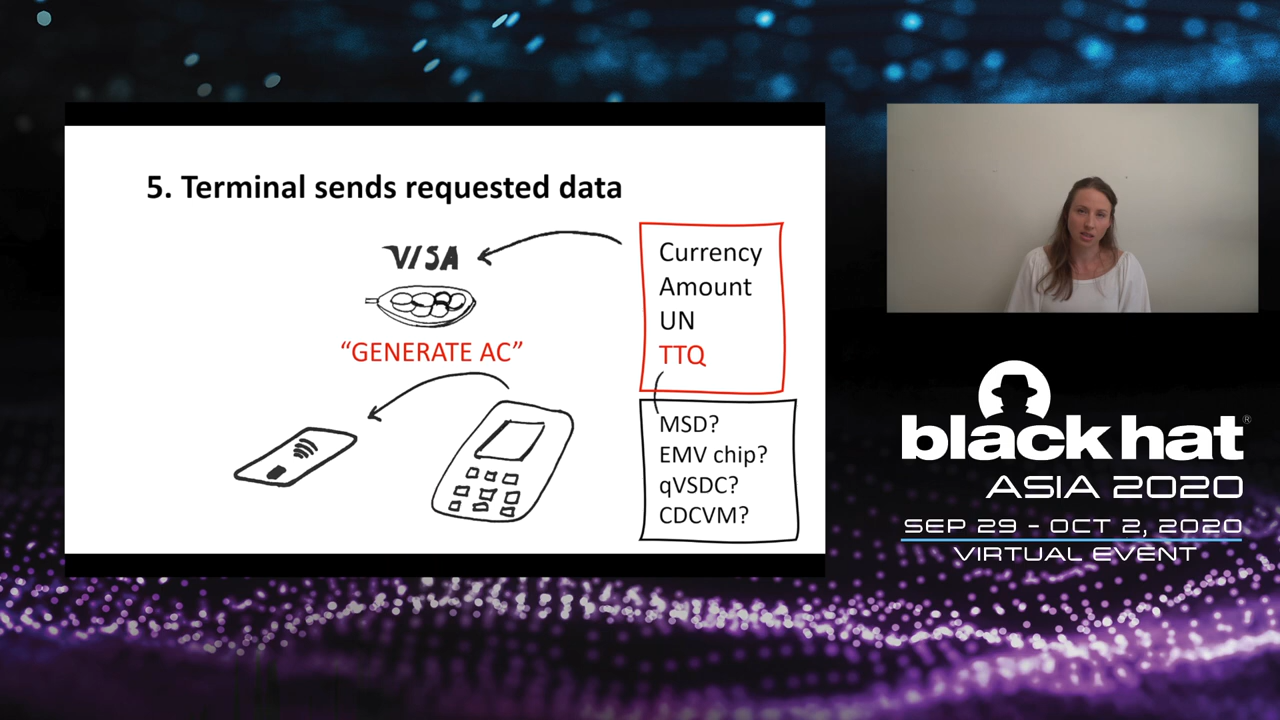 5. Terminal sends requested data
VISA
"GENERATE AC"
Currency
Amount
UN
TTQ
MSD?
EMV chip?
qVSDC?
CDCVM?
black hat®
ASIA 2020
SEP 29 - OCT 2, 2020
VIRTUAL EVENT